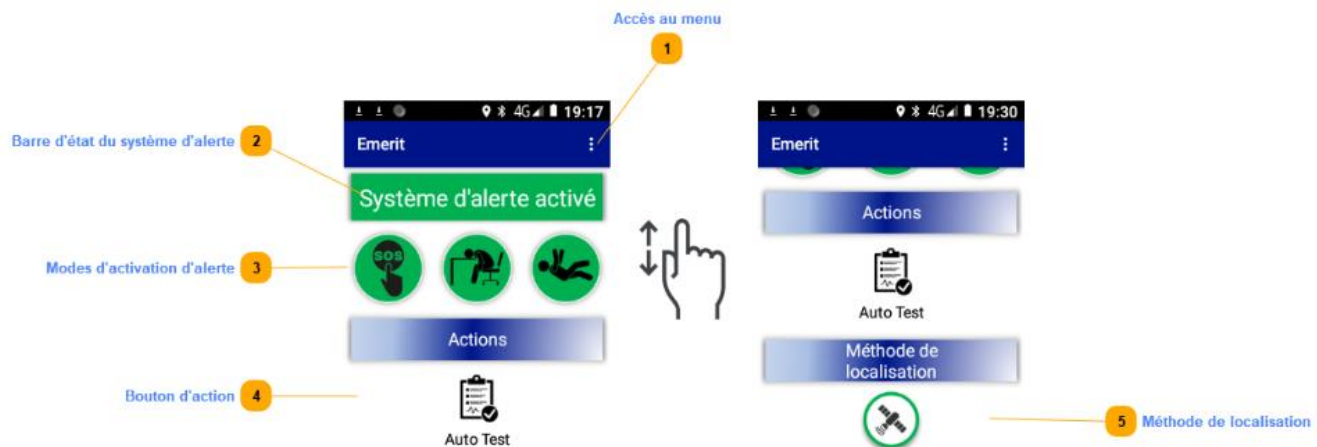 Accès au menu
1
19:17
4G
Emerit
Barre d'état du système d'alerte 2
Système d'alerte activé
Modes d'activation d'alerte 3
SOS
Actions
Bouton d'action 4
Auto Test
4G 19:30
Emerit
Actions
Auto Test
Méthode de
localisation
5 Méthode de localisation